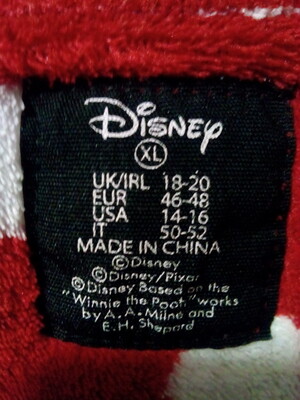 Disney
XL
UK/IRL 18-20
EUR 46-48
USA 14-16
IT 50-52
MADE IN CHINA
©Disney
©Disney/Pixar
©Disney Based on the
"Winnie the Pooh" works
by A.A. Milne and
E.H. Shepard